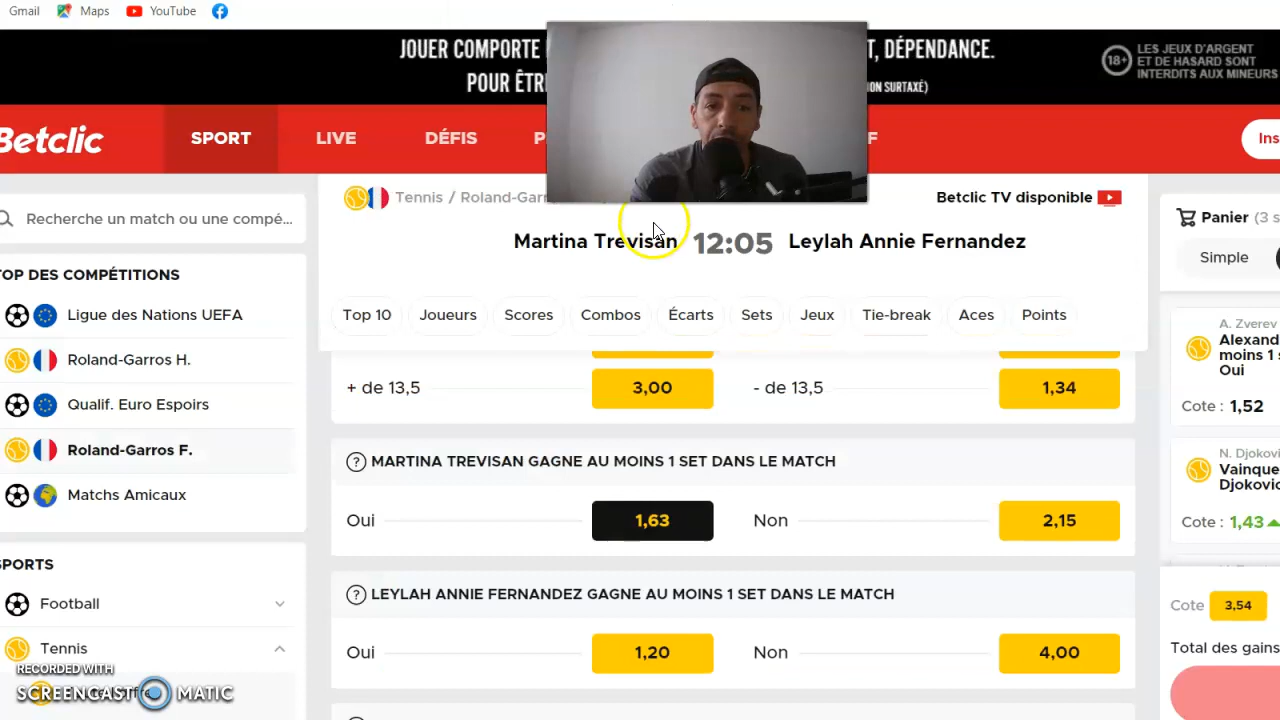 Gmail Maps YouTube
JOUER COMPORTE T, DÉPENDANCE.
POUR ÊTR ON SURTAXÉ)
18+ LES JEUX D'ARGENT
ET DE HASARD SONT
INTERDITS AUX MINEURS
Betclic SPORT LIVE DÉFIS P F Ins
Recherche un match ou une compé...
TOP DES COMPÉTITIONS
Ligue des Nations UEFA
Roland-Garros H.
Qualif. Euro Espoirs
Roland-Garros F.
Matchs Amicaux
SPORTS
Football
Tennis
Tennis / Roland-Garr
Betclic TV disponible
Martina Trevisan 12:05 Leylah Annie Fernandez
Top 10 Joueurs Scores Combos Écarts Sets Jeux Tie-break Aces Points
+ de 13,5 3,00 - de 13,5 1,34
? MARTINA TREVISAN GAGNE AU MOINS 1 SET DANS LE MATCH
Oui 1,63 Non 2,15
? LEYLAH ANNIE FERNANDEZ GAGNE AU MOINS 1 SET DANS LE MATCH
Oui 1,20 Non 4,00
Panier (3 s
Simple
A. Zverev
Alexand
moins 1 s
Oui
Cote : 1,52
N. Djokovi
Vainque
Djokovic
Cote : 1,43
Cote 3,54
Total des gains
RECORDED WITH
SCREENCAST MATIC